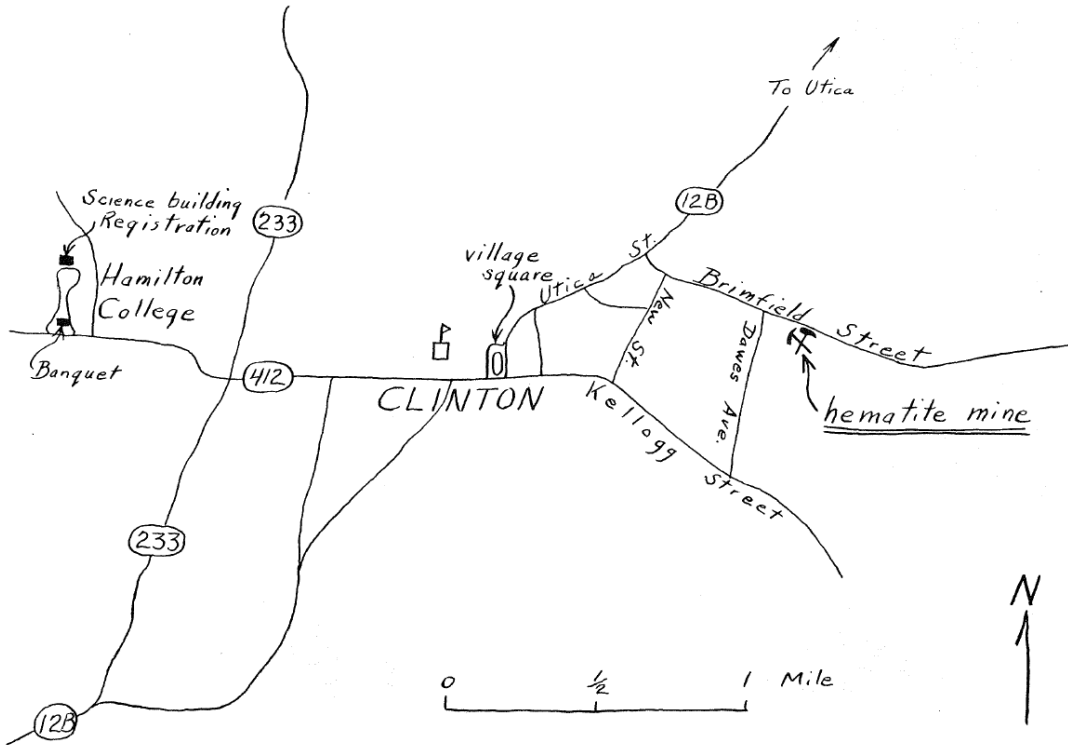 To Utica
12B
Science building
Registration
233
Hamilton
College
village
square
Utica St.
Brimfield Street
New St.
Dawes Ave.
Banquet
412
CLINTON
Kellogg Street
hematite mine
233
N
0 ½ 1 Mile
12B